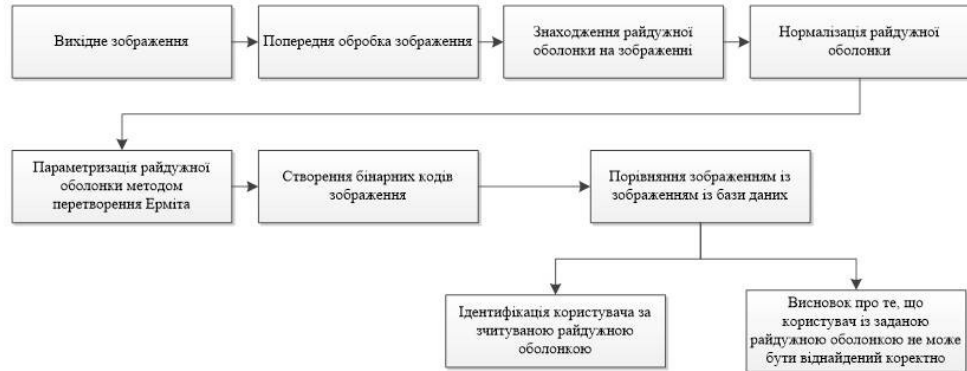 Вихідне зображення
Попередня обробка зображення
Знаходження райдужної
оболонки на зображенні
Нормалізація райдужної
оболонки
Параметризація райдужної
оболонки методом
перетворення Ерміта
Створення бінарних кодів
зображення
Порівняння зображенням із
зображенням із бази даних
Ідентифікація користувача за
зчитуваною райдужною
оболонкою
Висновок про те, що
користувач із заданою
райдужною оболонкою не може
бути віднайдений коректно